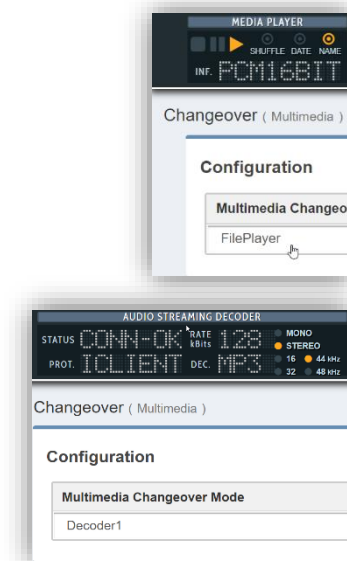 MEDIA PLAYER
SHUFFLE DATE NAME
INF. PCM16BIT
Changeover ( Multimedia )
Configuration
Multimedia Changeo
FilePlayer
AUDIO STREAMING DECODER
STATUS CONN-OK RATE kBits 128 MONO
STEREO
PROT. ICLIENT DEC. MP3 16 44 kHz
32 48 kHz
Changeover ( Multimedia )
Configuration
Multimedia Changeover Mode
Decoder1